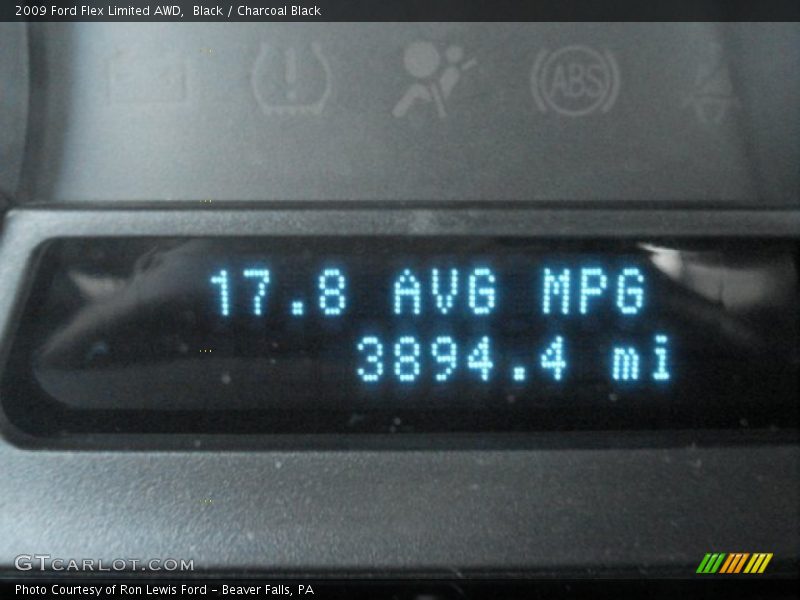 2009 Ford Flex Limited AWD,  Black / Charcoal Black
ABS
17.8 AVG MPG
3894.4 mi
GTCARLOT.COM
Photo Courtesy of Ron Lewis Ford - Beaver Falls, PA